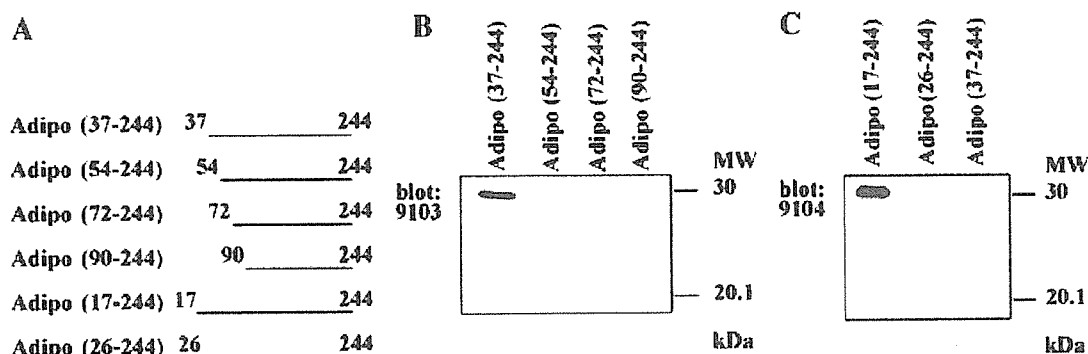 A
Adipo (37-244) 37 244
Adipo (54-244) 54 244
Adipo (72-244) 72 244
Adipo (90-244) 90 244
Adipo (17-244) 17 244
Adipo (26-244) 26 244
B
Adipo (37-244)
Adipo (54-244)
Adipo (72-244)
Adipo (90-244)
MW
blot:
9103
30
20.1
kDa
C
Adipo (17-244)
Adipo (26-244)
Adipo (37-244)
MW
blot:
9104
30
20.1
kDa